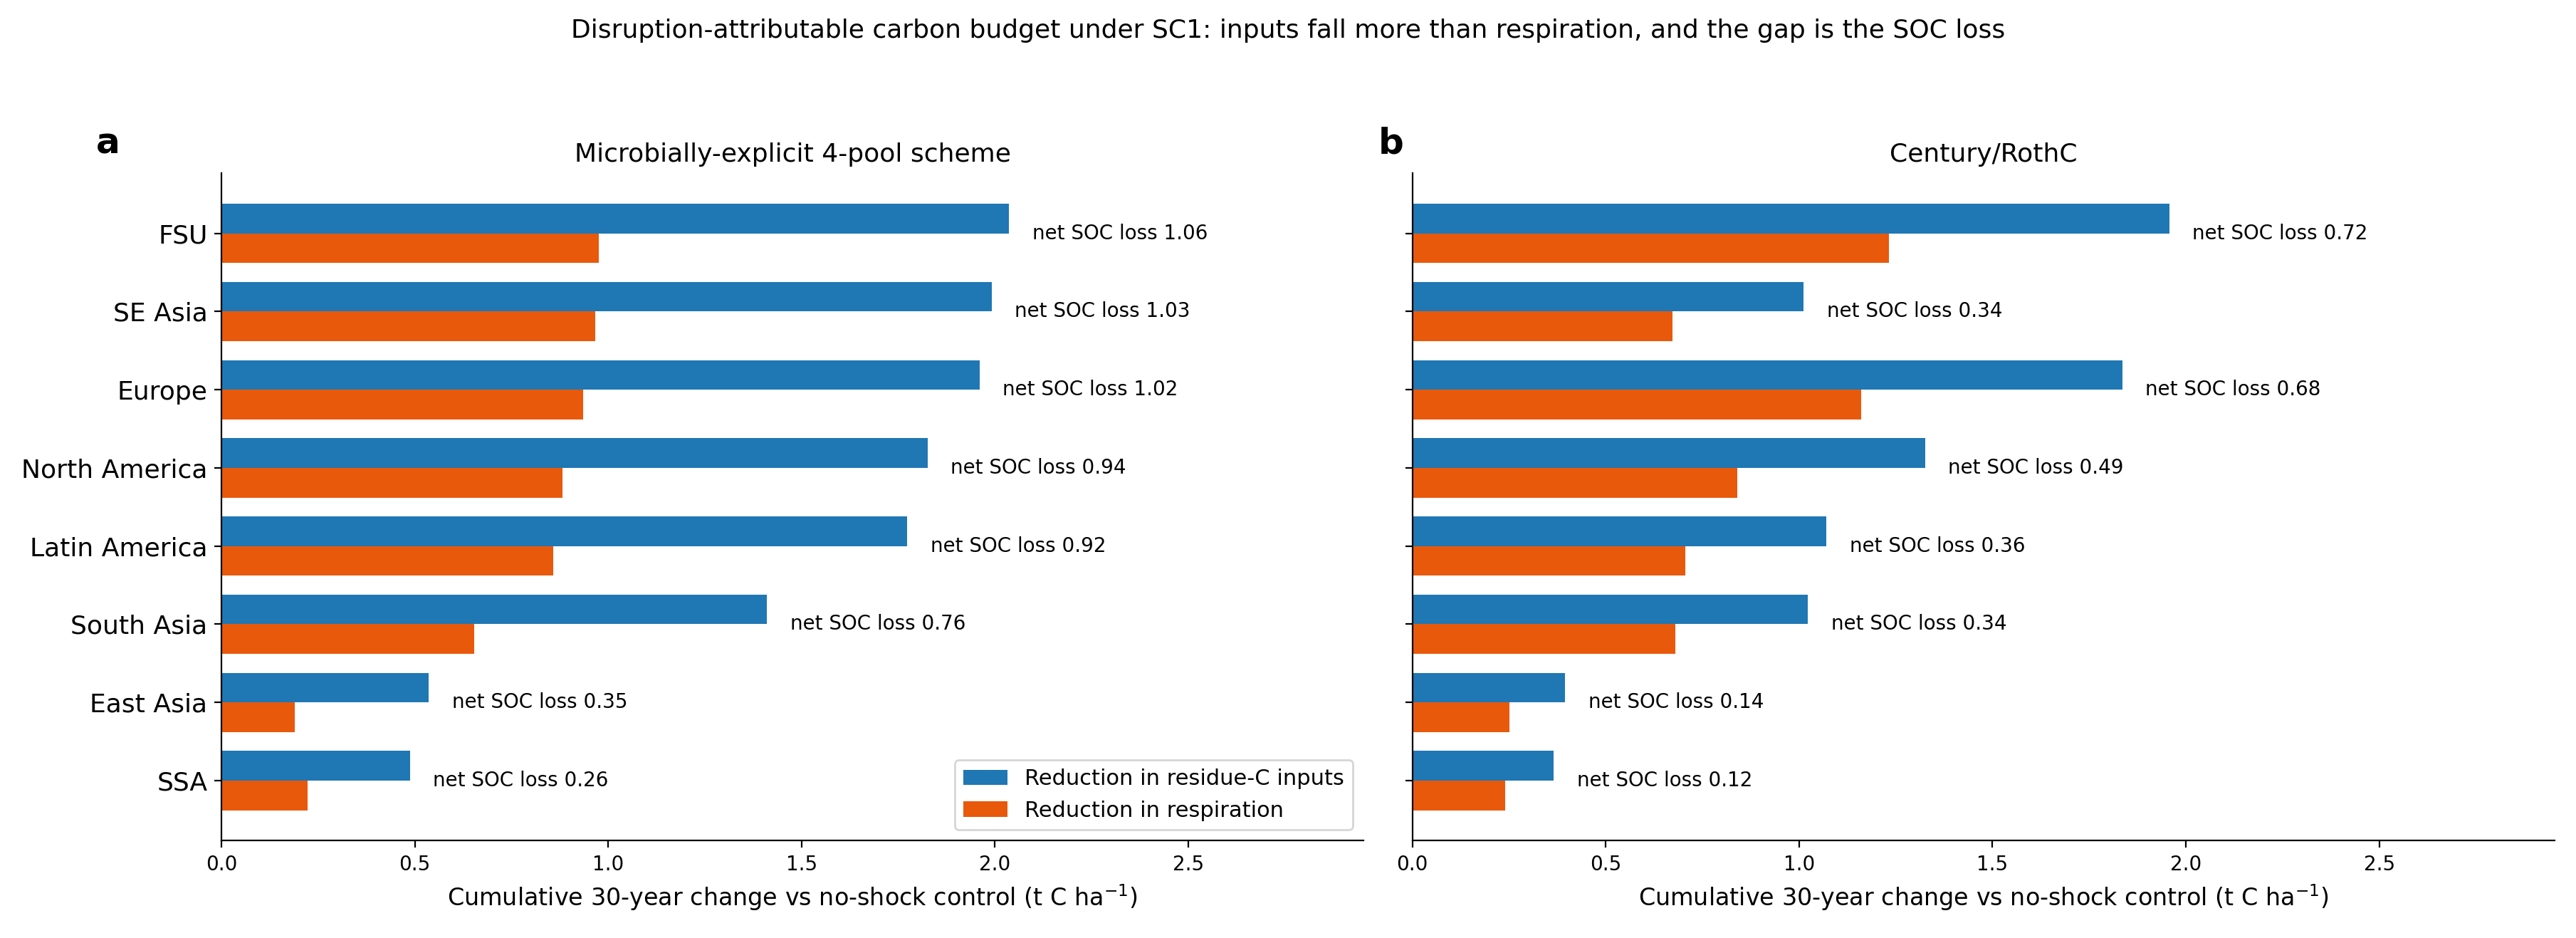 Disruption-attributable carbon budget under SC1: inputs fall more than respiration, and the gap is the SOC loss
a
Microbially-explicit 4-pool scheme
FSU
net SOC loss 1.06
SE Asia
net SOC loss 1.03
Europe
net SOC loss 1.02
North America
net SOC loss 0.94
Latin America
net SOC loss 0.92
South Asia
net SOC loss 0.76
East Asia
net SOC loss 0.35
SSA
net SOC loss 0.26
Reduction in residue-C inputs
Reduction in respiration
0.0 0.5 1.0 1.5 2.0 2.5
Cumulative 30-year change vs no-shock control (t C ha⁻¹)
b
Century/RothC
net SOC loss 0.72
net SOC loss 0.34
net SOC loss 0.68
net SOC loss 0.49
net SOC loss 0.36
net SOC loss 0.34
net SOC loss 0.14
net SOC loss 0.12
0.0 0.5 1.0 1.5 2.0 2.5
Cumulative 30-year change vs no-shock control (t C ha⁻¹)